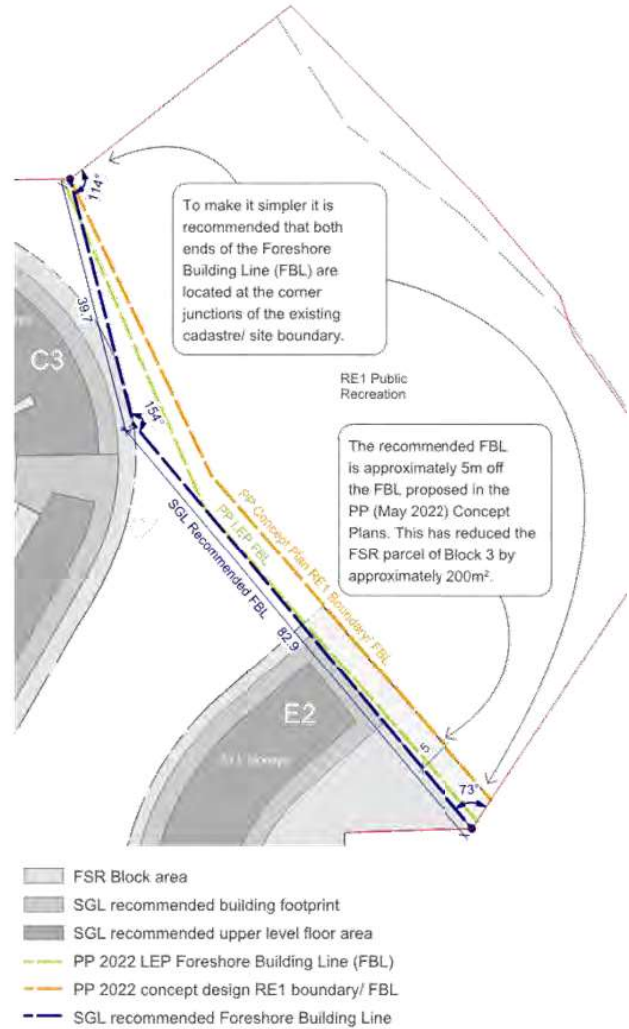 114°
To make it simpler it is
recommended that both
ends of the Foreshore
Building Line (FBL) are
located at the corner
junctions of the existing
cadastre/ site boundary.
39.7
C3
RE1 Public
Recreation
154°
The recommended FBL
is approximately 5m off
the FBL proposed in the
PP (May 2022) Concept
Plans. This has reduced the
FSR parcel of Block 3 by
approximately 200m².
PP Concept Plan RE1 Boundary/ FBL
PP LEP FBL
SGL Recommended FBL
82.9
E2
5
73°
FSR Block area
SGL recommended building footprint
SGL recommended upper level floor area
PP 2022 LEP Foreshore Building Line (FBL)
PP 2022 concept design RE1 boundary/ FBL
SGL recommended Foreshore Building Line